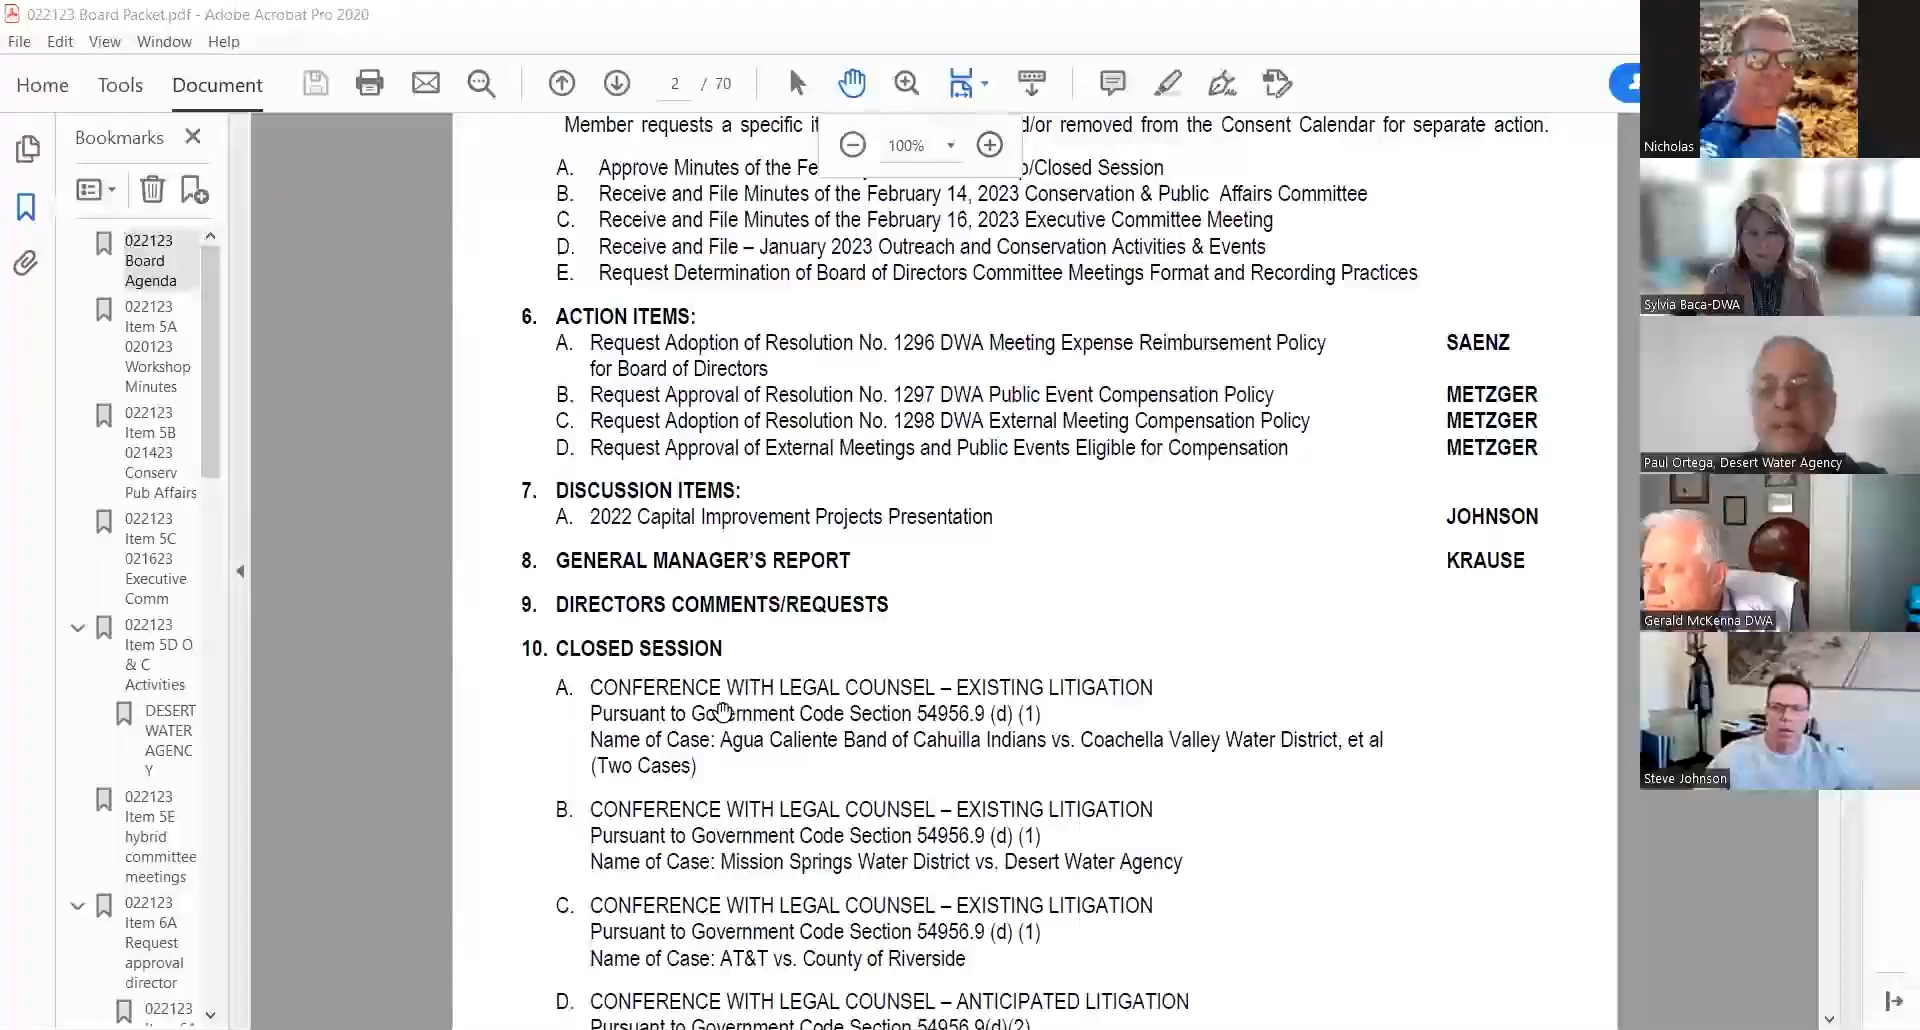 022123 Board Packet.pdf - Adobe Acrobat Pro 2020
File Edit View Window Help
Home Tools Document 2 / 70
Bookmarks
100%
022123
Board
Agenda
022123
Item 5A
020123
Workshop
Minutes
022123
Item 5B
021423
Conserv
Pub Affairs
022123
Item 5C
021623
Executive
Comm
022123
Item 5D O
& C
Activities
DESERT
WATER
AGENC
Y
022123
Item 5E
hybrid
committee
meetings
022123
Item 6A
Request
approval
director
022123
Member requests a specific d/or removed from the Consent Calendar for separate action.
A. Approve Minutes of the /Closed Session
B. Receive and File Minutes of the February 14, 2023 Conservation & Public Affairs Committee
C. Receive and File Minutes of the February 16, 2023 Executive Committee Meeting
D. Receive and File – January 2023 Outreach and Conservation Activities & Events
E. Request Determination of Board of Directors Committee Meetings Format and Recording Practices
6. ACTION ITEMS:
A. Request Adoption of Resolution No. 1296 DWA Meeting Expense Reimbursement Policy SAENZ
for Board of Directors
B. Request Approval of Resolution No. 1297 DWA Public Event Compensation Policy METZGER
C. Request Adoption of Resolution No. 1298 DWA External Meeting Compensation Policy METZGER
D. Request Approval of External Meetings and Public Events Eligible for Compensation METZGER
7. DISCUSSION ITEMS:
A. 2022 Capital Improvement Projects Presentation JOHNSON
8. GENERAL MANAGER’S REPORT KRAUSE
9. DIRECTORS COMMENTS/REQUESTS
10. CLOSED SESSION
A. CONFERENCE WITH LEGAL COUNSEL – EXISTING LITIGATION
Pursuant to Government Code Section 54956.9 (d) (1)
Name of Case: Agua Caliente Band of Cahuilla Indians vs. Coachella Valley Water District, et al
(Two Cases)
B. CONFERENCE WITH LEGAL COUNSEL – EXISTING LITIGATION
Pursuant to Government Code Section 54956.9 (d) (1)
Name of Case: Mission Springs Water District vs. Desert Water Agency
C. CONFERENCE WITH LEGAL COUNSEL – EXISTING LITIGATION
Pursuant to Government Code Section 54956.9 (d) (1)
Name of Case: AT&T vs. County of Riverside
D. CONFERENCE WITH LEGAL COUNSEL – ANTICIPATED LITIGATION
Pursuant to Government Code Section 54956.9(d)(2)
Nicholas
Sylvia Baca-DWA
Paul Ortega, Desert Water Agency
Gerald McKenna DWA
Steve Johnson